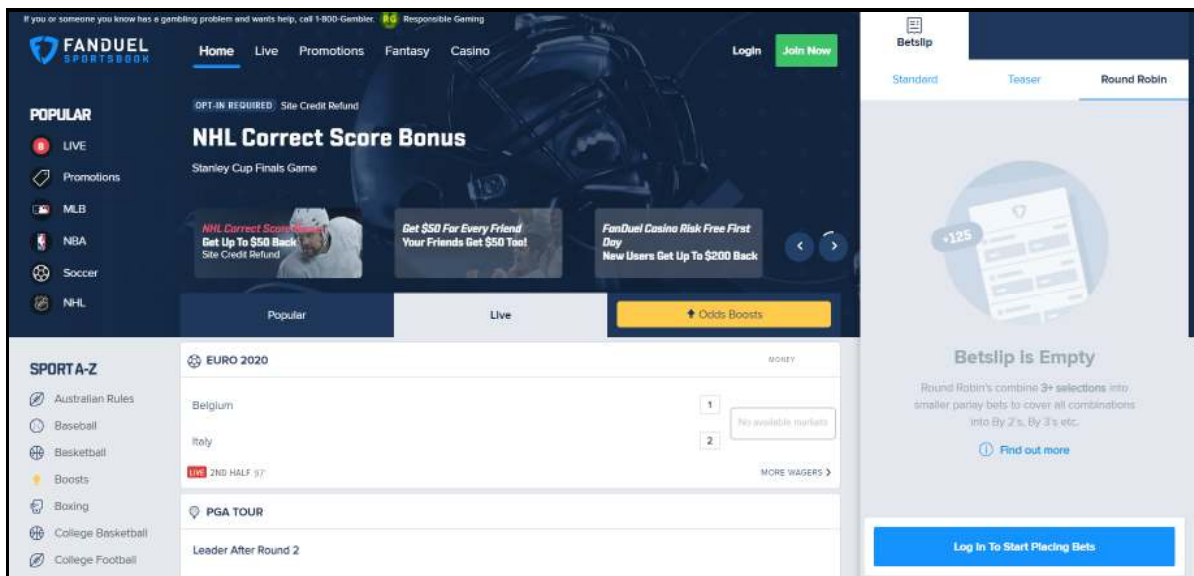 If you or someone you know has a gambling problem and wants help, call 1-800-Gambler.
RG
Responsible Gaming
FANDUEL
SPORTSBOOK
Home
Live
Promotions
Fantasy
Casino
Login
Join Now
POPULAR
LIVE
Promotions
MLB
NBA
Soccer
NHL
OPT-IN REQUIRED Site Credit Refund
NHL Correct Score Bonus
Stanley Cup Finals Game
NHL Correct Score
Get Up To $50 Back
Site Credit Refund
Get $50 For Every Friend
Your Friends Get $50 Too!
FanDuel Casino Risk Free First
Day
New Users Get Up To $200 Back
Popular
Live
Odds Boosts
SPORT A-Z
Australian Rules
Baseball
Basketball
Boosts
Boxing
College Basketball
College Football
EURO 2020
MONEY
Belgium
1
Italy
2
No available markets
LIVE 2ND HALF 97'
MORE WAGERS
PGA TOUR
Leader After Round 2
Betslip
Standard
Teaser
Round Robin
+125
Betslip Is Empty
Round Robin's combine 3+ selections into
smaller parlay bets to cover all combinations
into By 2's, By 3's etc.
Find out more
Log In To Start Placing Bets